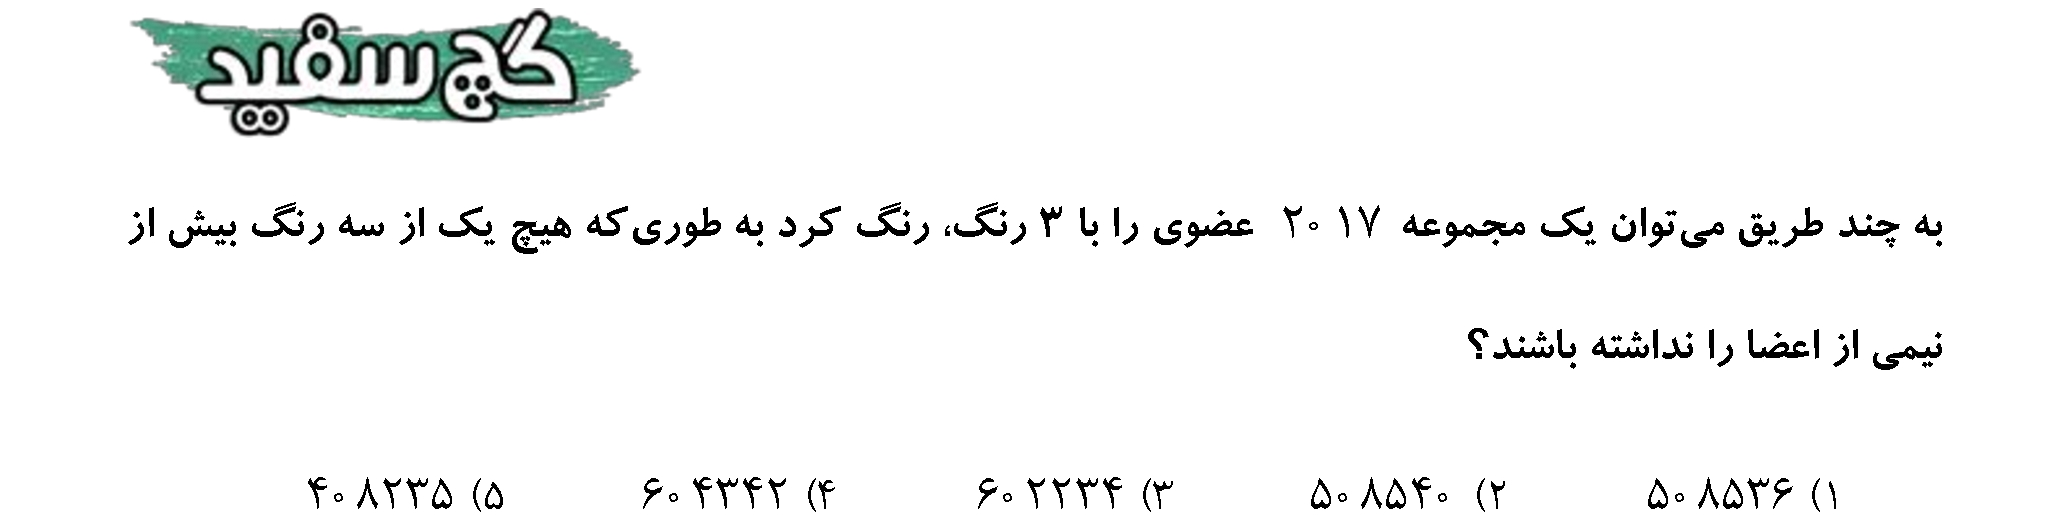 گچ سفید
به چند طریق می‌توان یک مجموعه ۲۰۱۷ عضوی را با ۳ رنگ، رنگ کرد به طوری که هیچ یک از سه رنگ بیش از
نیمی از اعضا را نداشته باشند؟
۱) ۵۰۸۵۳۶ ۲) ۵۰۸۵۴۰ ۳) ۶۰۲۲۳۴ ۴) ۶۰۴۳۴۲ ۵) ۴۰۸۲۳۵